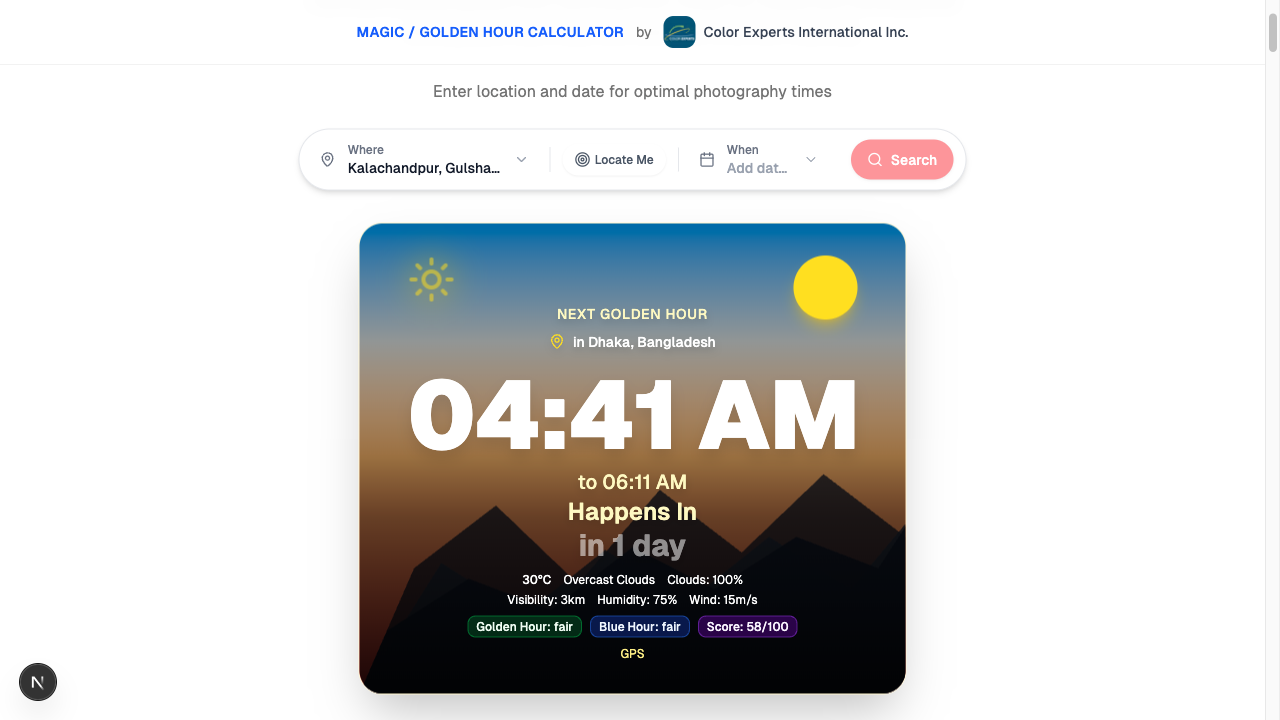 MAGIC / GOLDEN HOUR CALCULATOR by Color Experts International Inc.
Enter location and date for optimal photography times
Where
Kalachandpur, Gulsha...
Locate Me
When
Add dat...
Search
NEXT GOLDEN HOUR
in Dhaka, Bangladesh
04:41 AM
to 06:11 AM
Happens In
in 1 day
30°C Overcast Clouds Clouds: 100%
Visibility: 3km Humidity: 75% Wind: 15m/s
Golden Hour: fair Blue Hour: fair Score: 58/100
GPS
N